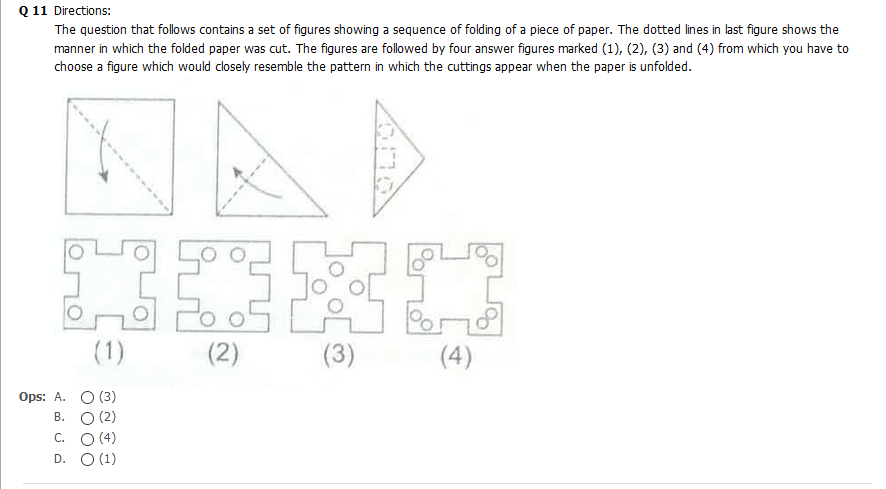 Q 11 Directions:
The question that follows contains a set of figures showing a sequence of folding of a piece of paper. The dotted lines in last figure shows the
manner in which the folded paper was cut. The figures are followed by four answer figures marked (1), (2), (3) and (4) from which you have to
choose a figure which would closely resemble the pattern in which the cuttings appear when the paper is unfolded.
(1) (2) (3) (4)
Ops: A. (3)
B. (2)
C. (4)
D. (1)